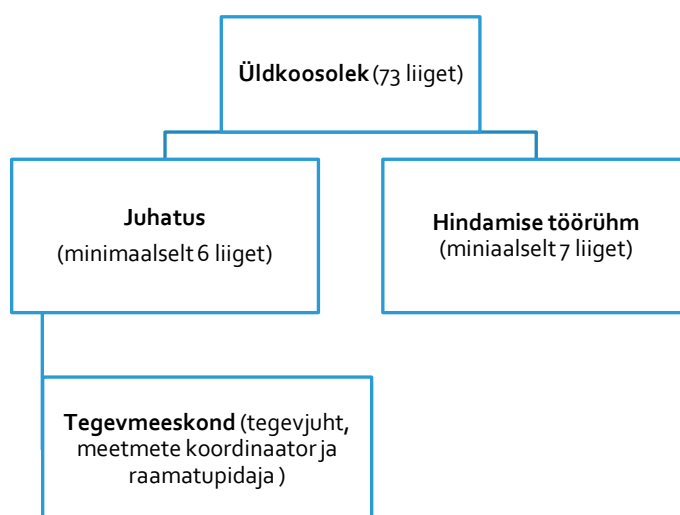 Üldkoosolek (73 liiget)
Juhatus
(minimaalselt 6 liiget)
Hindamise töörühm
(miniaalselt 7 liiget)
Tegevmeeskond (tegevjuht,
meetmete koordinaator ja
raamatupidaja )